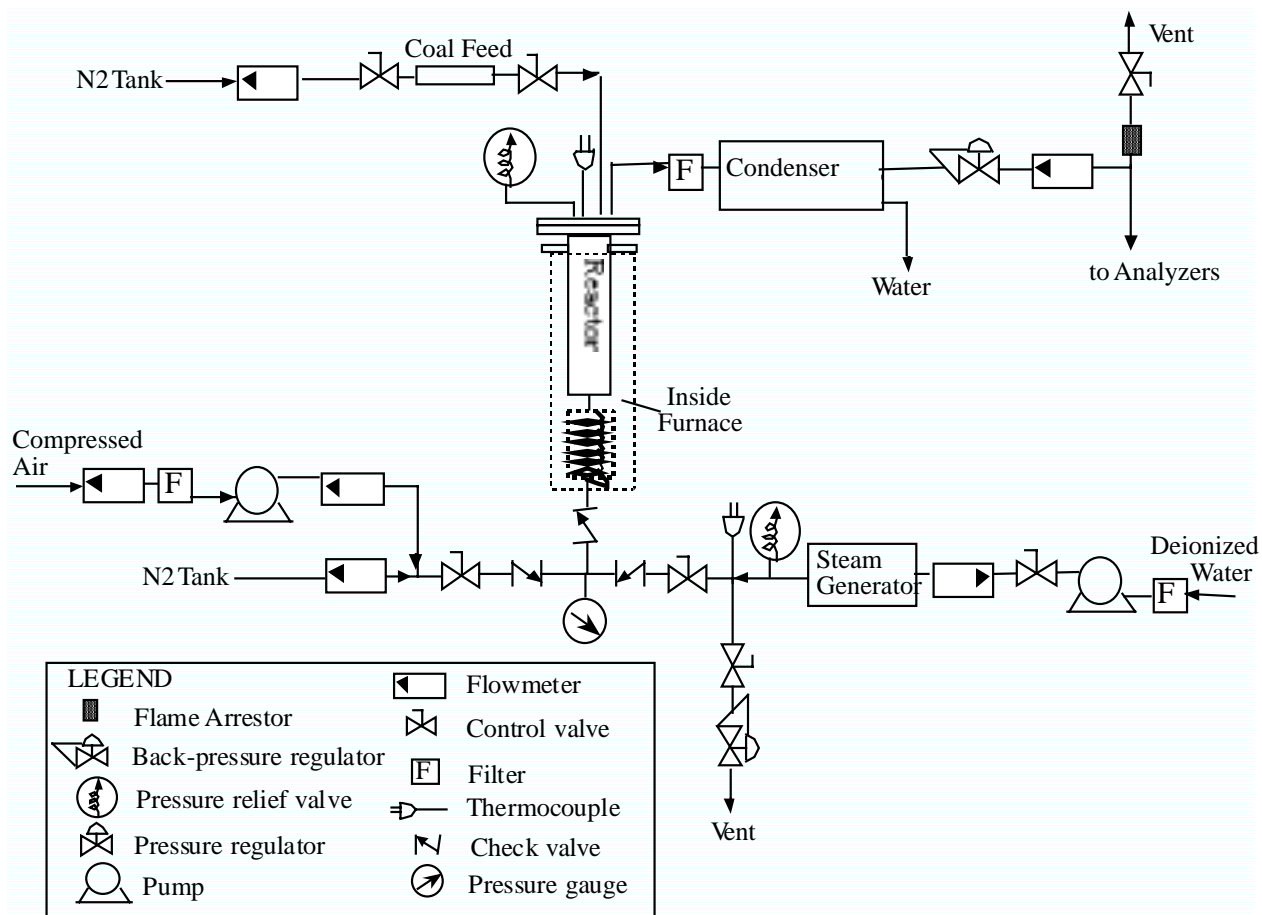 Coal Feed
N2 Tank
Vent
F
Condenser
Water
to Analyzers
Reactor
Inside
Furnace
Compressed
Air
F
N2 Tank
Steam
Generator
Deionized
Water
F
Vent
LEGEND
Flame Arrestor
Back-pressure regulator
Pressure relief valve
Pressure regulator
Pump
Flowmeter
Control valve
F
Filter
Thermocouple
Check valve
Pressure gauge